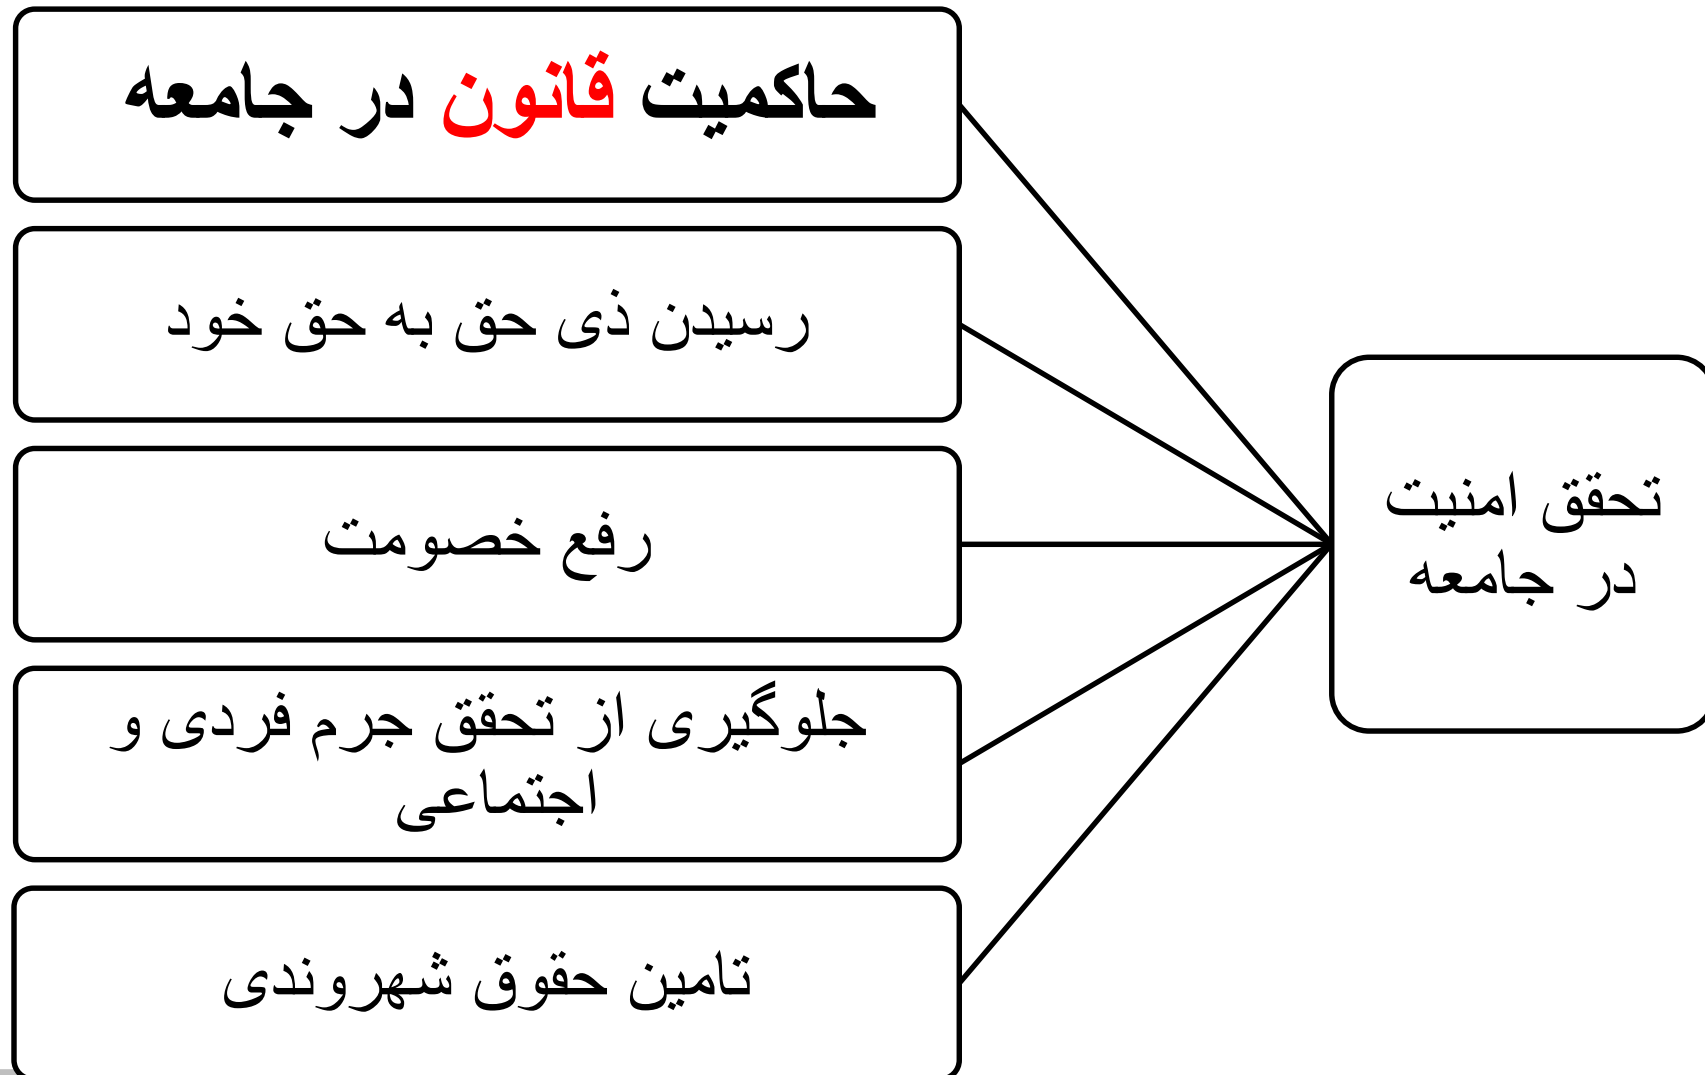 تحقق امنیت
در جامعه
حاکمیت قانون در جامعه
رسیدن ذی حق به حق خود
رفع خصومت
جلوگیری از تحقق جرم فردی و
اجتماعی
تامین حقوق شهروندی